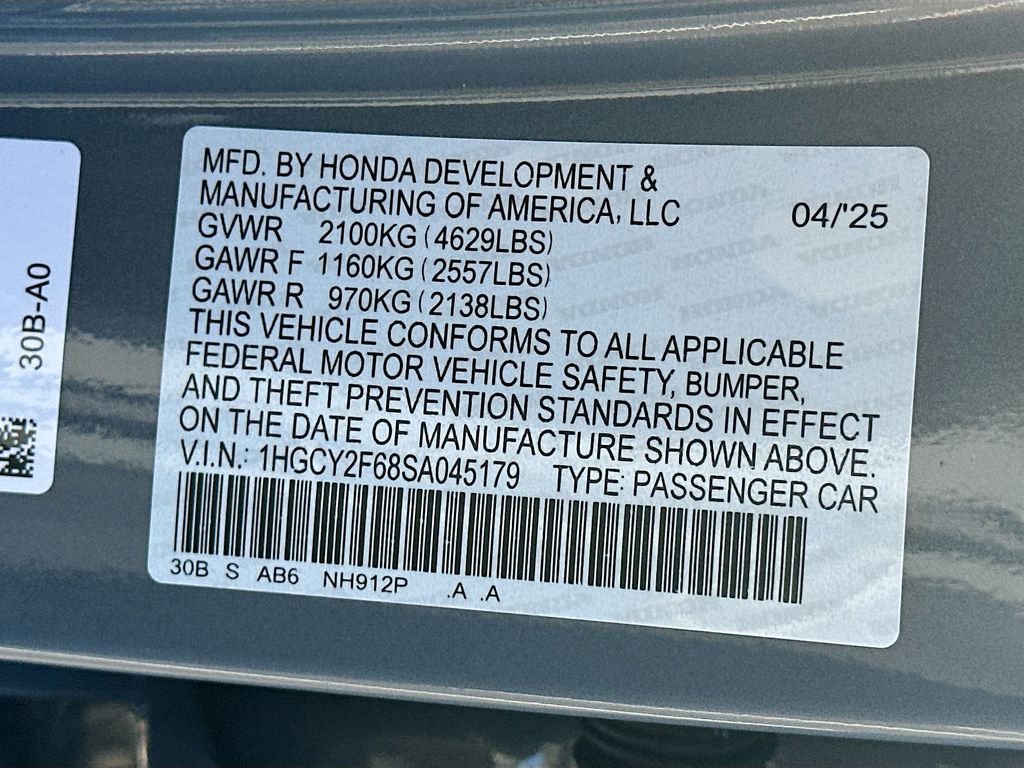 MFD. BY HONDA DEVELOPMENT &
MANUFACTURING OF AMERICA, LLC 04/'25
GVWR 2100KG (4629LBS)
GAWR F 1160KG (2557LBS)
GAWR R 970KG (2138LBS)
THIS VEHICLE CONFORMS TO ALL APPLICABLE
FEDERAL MOTOR VEHICLE SAFETY, BUMPER,
AND THEFT PREVENTION STANDARDS IN EFFECT
ON THE DATE OF MANUFACTURE SHOWN ABOVE.
V.I.N.: 1HGCY2F68SA045179 TYPE: PASSENGER CAR
30B S AB6 NH912P .A .A
30B-A0